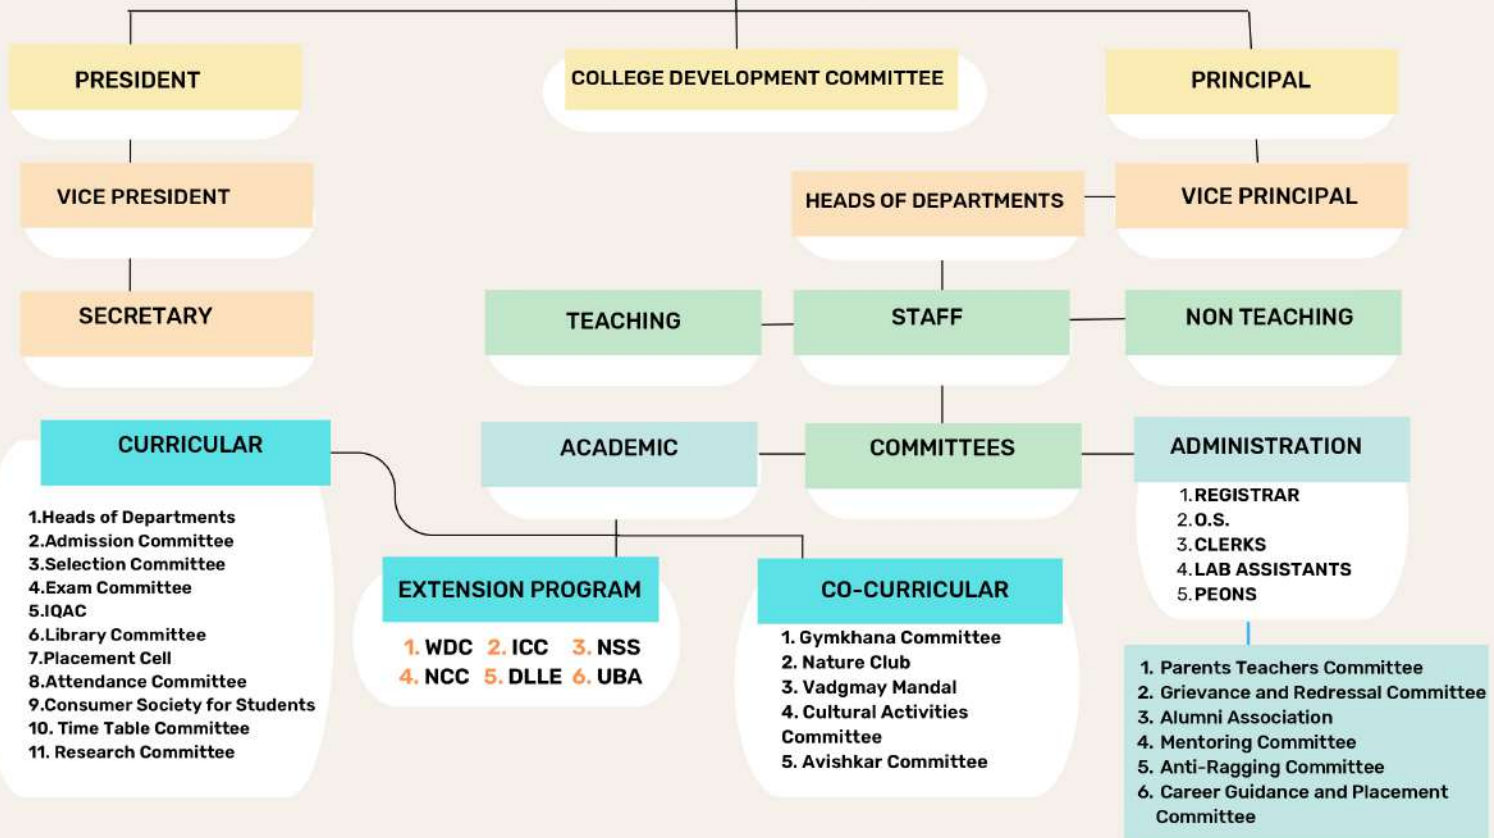 PRESIDENT
COLLEGE DEVELOPMENT COMMITTEE
PRINCIPAL
VICE PRESIDENT
HEADS OF DEPARTMENTS
VICE PRINCIPAL
SECRETARY
TEACHING
STAFF
NON TEACHING
CURRICULAR
1.Heads of Departments
2.Admission Committee
3.Selection Committee
4.Exam Committee
5.IQAC
6.Library Committee
7.Placement Cell
8.Attendance Committee
9.Consumer Society for Students
10. Time Table Committee
11. Research Committee
ACADEMIC
COMMITTEES
ADMINISTRATION
1.REGISTRAR
2.O.S.
3.CLERKS
4.LAB ASSISTANTS
5.PEONS
EXTENSION PROGRAM
1. WDC 2. ICC 3. NSS
4. NCC 5. DLLE 6. UBA
CO-CURRICULAR
1. Gymkhana Committee
2. Nature Club
3. Vadgmay Mandal
4. Cultural Activities
Committee
5. Avishkar Committee
1. Parents Teachers Committee
2. Grievance and Redressal Committee
3. Alumni Association
4. Mentoring Committee
5. Anti-Ragging Committee
6. Career Guidance and Placement
Committee